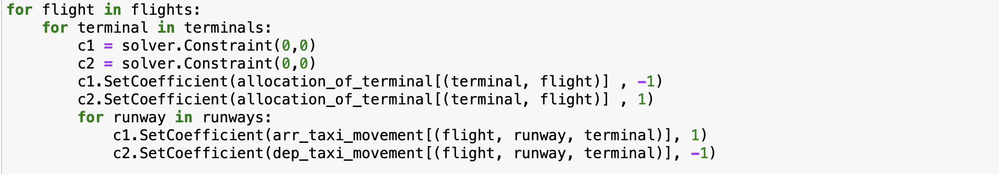 for flight in flights:
    for terminal in terminals:
        c1 = solver.Constraint(0,0)
        c2 = solver.Constraint(0,0)
        c1.SetCoefficient(allocation_of_terminal[(terminal, flight)] , -1)
        c2.SetCoefficient(allocation_of_terminal[(terminal, flight)] , 1)
        for runway in runways:
            c1.SetCoefficient(arr_taxi_movement[(flight, runway, terminal)], 1)
            c2.SetCoefficient(dep_taxi_movement[(flight, runway, terminal)], -1)